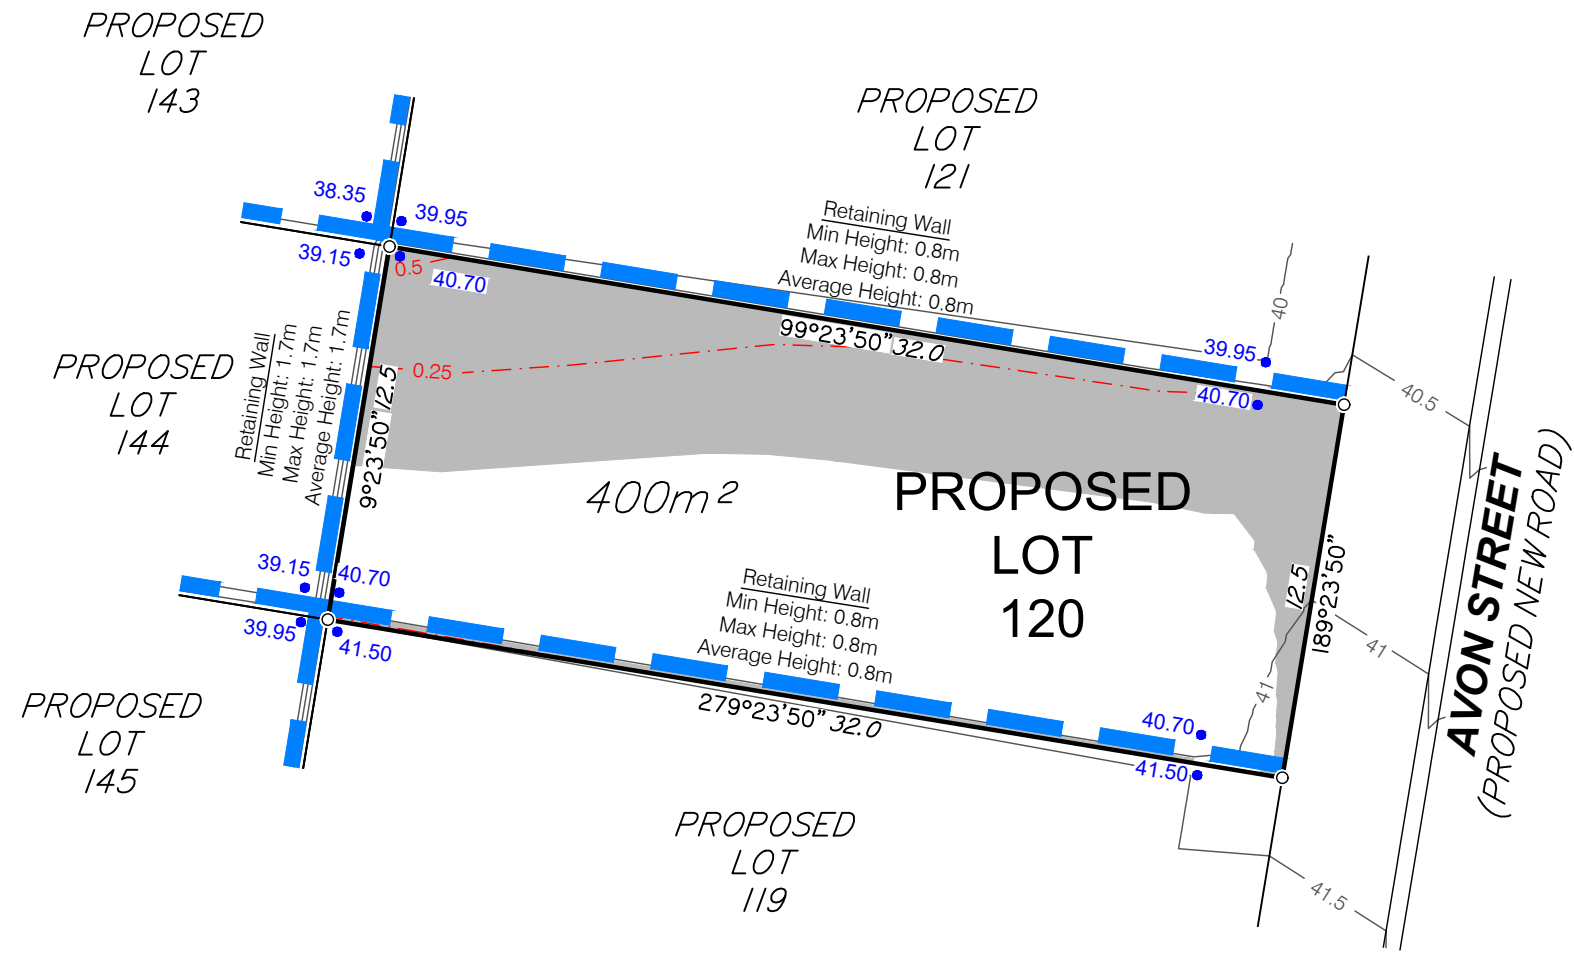 PROPOSED
LOT
143
PROPOSED
LOT
121
38.35
39.95
39.15
0.5
40.70
Retaining Wall
Min Height: 0.8m
Max Height: 0.8m
Average Height: 0.8m
99°23'50" 32.0
40
39.95
40.70
40.5
PROPOSED
LOT
144
Retaining Wall
Min Height: 1.7m
Max Height: 1.7m
Average Height: 1.7m
0.25
9°23'50" 12.5
400m²
PROPOSED
LOT
120
12.5
189°23'50"
AVON STREET
(PROPOSED NEW ROAD)
39.15
40.70
39.95
41.50
Retaining Wall
Min Height: 0.8m
Max Height: 0.8m
Average Height: 0.8m
279°23'50" 32.0
41
41
40.70
41.50
PROPOSED
LOT
145
PROPOSED
LOT
119
41.5